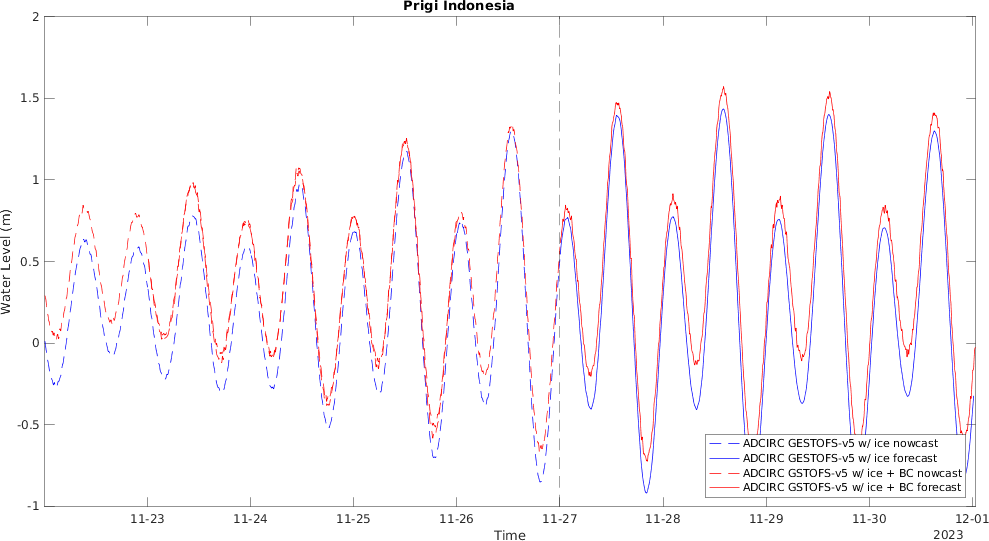 Prigi Indonesia
Water Level (m)
2
1.5
1
0.5
0
-0.5
-1
11-23
11-24
11-25
11-26
11-27
11-28
11-29
11-30
12-01
Time
2023
ADCIRC GESTOFS-v5 w/ ice nowcast
ADCIRC GESTOFS-v5 w/ ice forecast
ADCIRC GSTOFS-v5 w/ ice + BC nowcast
ADCIRC GSTOFS-v5 w/ ice + BC forecast